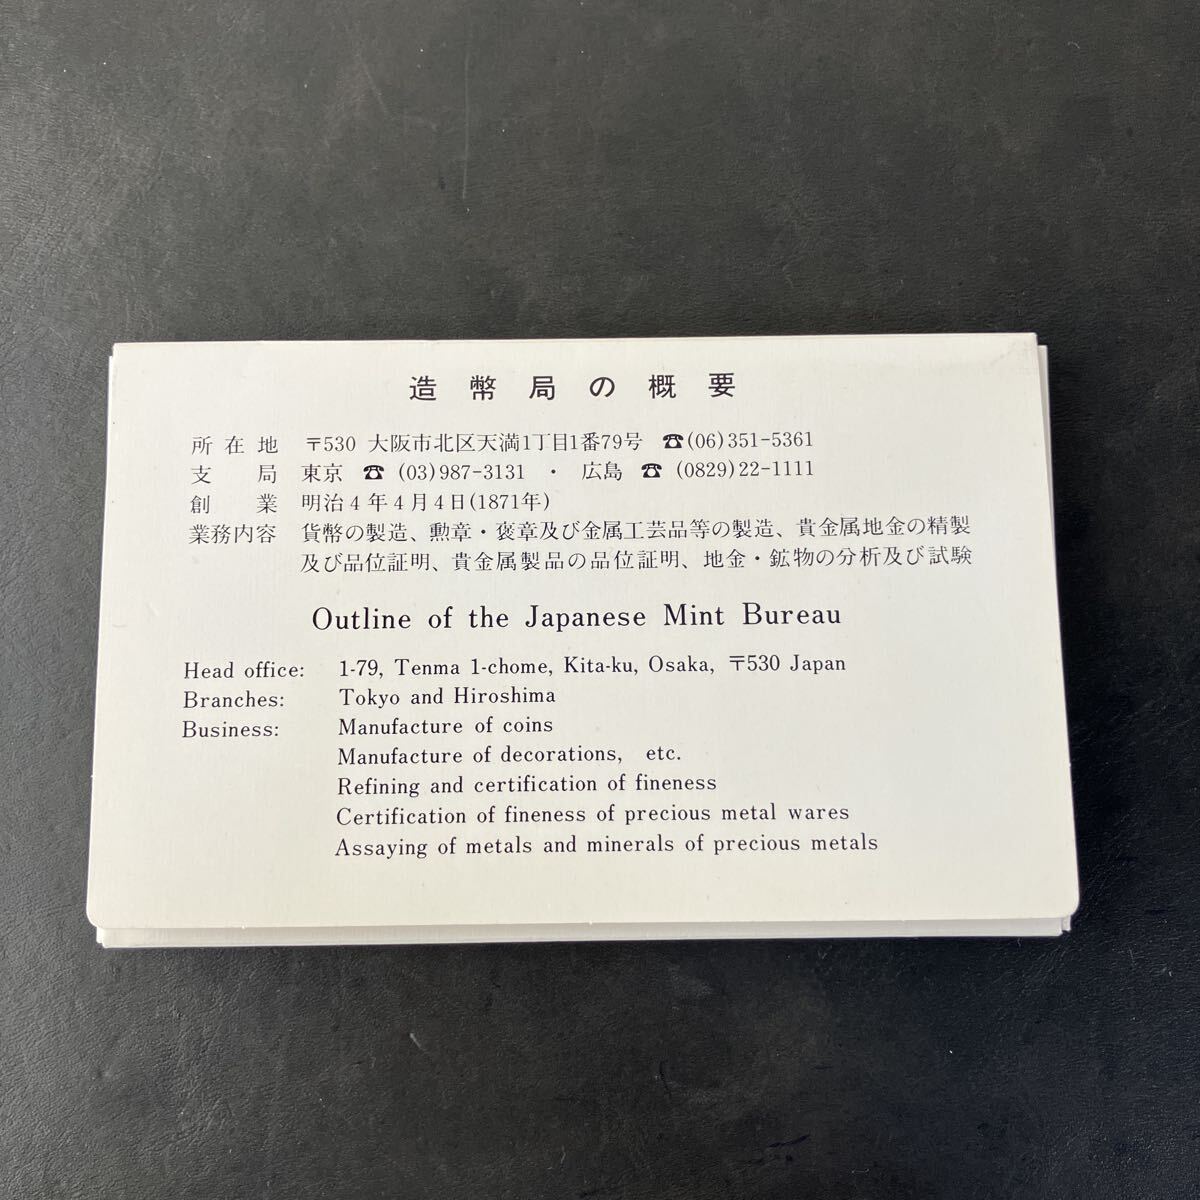 造幣局の概要
所在地 〒530 大阪市北区天満1丁目1番79号 ☎(06)351-5361
支局 東京 ☎ (03)987-3131 ・ 広島 ☎ (0829)22-1111
創業 明治4年4月4日(1871年)
業務内容 貨幣の製造、勲章・褒章及び金属工芸品等の製造、貴金属地金の精製
及び品位証明、貴金属製品の品位証明、地金・鉱物の分析及び試験
Outline of the Japanese Mint Bureau
Head office: 1-79, Tenma 1-chome, Kita-ku, Osaka, 〒530 Japan
Branches: Tokyo and Hiroshima
Business: Manufacture of coins
Manufacture of decorations, etc.
Refining and certification of fineness
Certification of fineness of precious metal wares
Assaying of metals and minerals of precious metals